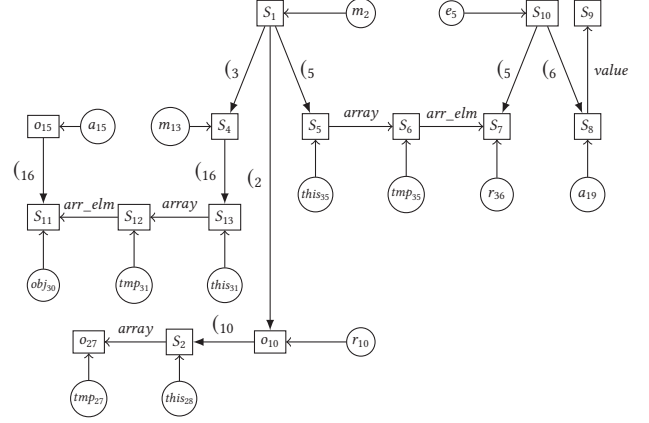 S₁ m₂ e₅ S₁₀ S₉
(₃ (₅ (₅ (₆ value
o₁₅ a₁₅ m₁₃ S₄ S₅ array S₆ arr_elm S₇ S₈
(₁₆ (₁₆ (₂
this₃₅ tmp₃₅ r₃₆ a₁₉
S₁₁ arr_elm S₁₂ array S₁₃
obj₃₀ tmp₃₁ this₃₁
o₂₇ array S₂ (₁₀ o₁₀ r₁₀
tmp₂₇ this₂₈